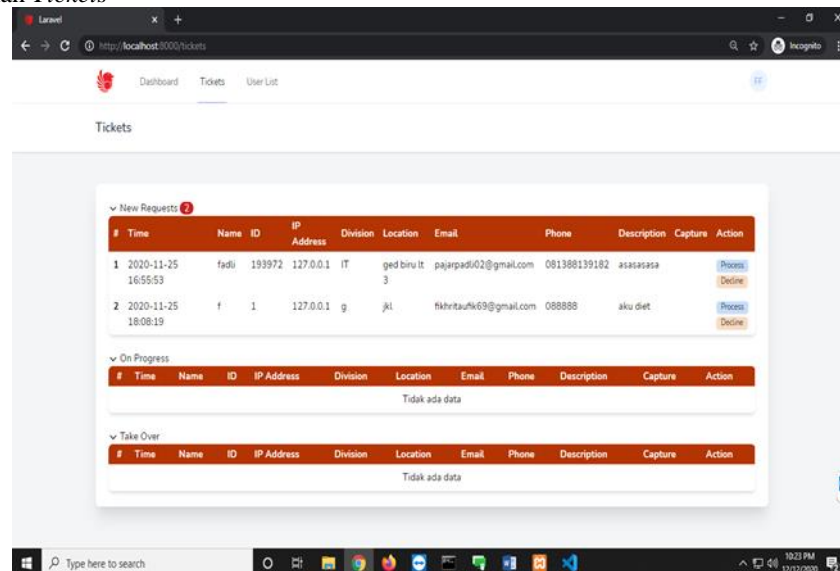 Tickets
Laravel
http://localhost:8000/tickets
Incognito
Dashboard Tickets User List
FF
Tickets
New Requests 2
# Time Name ID IP Address Division Location Email Phone Description Capture Action
1 2020-11-25 16:55:53 fadli 193972 127.0.0.1 IT ged biru lt 3 pajarpadli02@gmail.com 081388139182 asasasasa Process
Decline
2 2020-11-25 18:08:19 f 1 127.0.0.1 g jkl fikhritaufik69@gmail.com 088888 aku diet Process
Decline
On Progress
# Time Name ID IP Address Division Location Email Phone Description Capture Action
Tidak ada data
Take Over
# Time Name ID IP Address Division Location Email Phone Description Capture Action
Tidak ada data
Type here to search
10:23 PM
12/12/2020